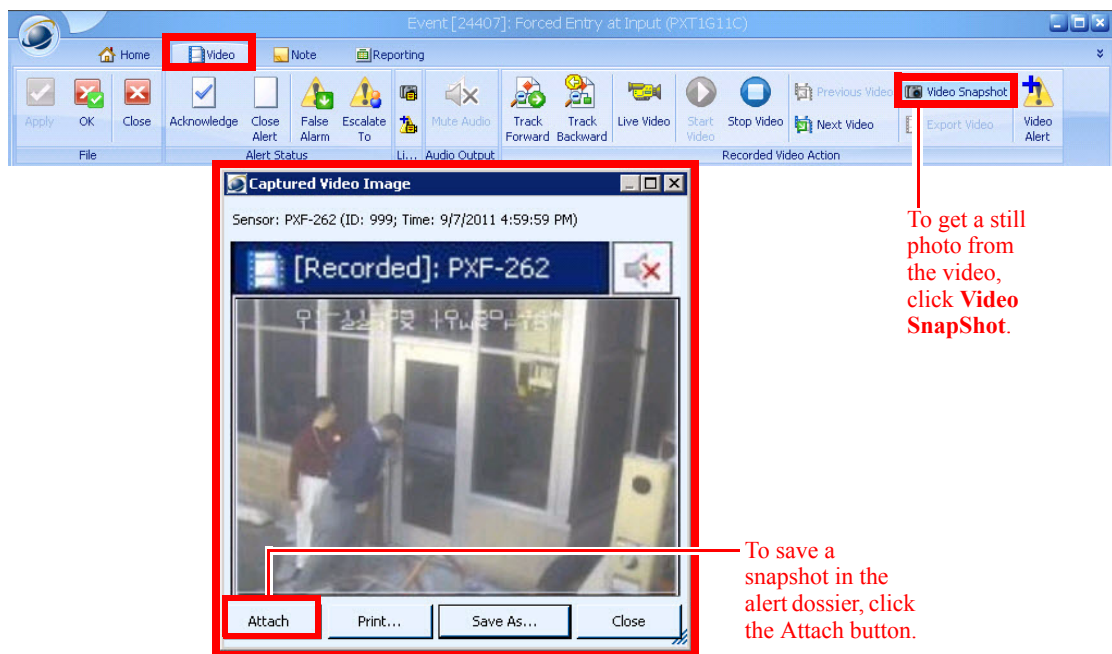 Event [24407]: Forced Entry at Input (PXT1G11C)
Home
Video
Note
Reporting
Apply
OK
Close
Acknowledge
Close Alert
False Alarm
Escalate To
Mute Audio
Track Forward
Track Backward
Live Video
Start Video
Stop Video
Previous Video
Next Video
Video Snapshot
Export Video
Video Alert
File
Alert Status
Li...
Audio Output
Recorded Video Action
Captured Video Image
Sensor: PXF-262 (ID: 999; Time: 9/7/2011 4:59:59 PM)
[Recorded]: PXF-262
Attach
Print...
Save As...
Close
To get a still
photo from
the video,
click Video
SnapShot.
To save a
snapshot in the
alert dossier, click
the Attach button.